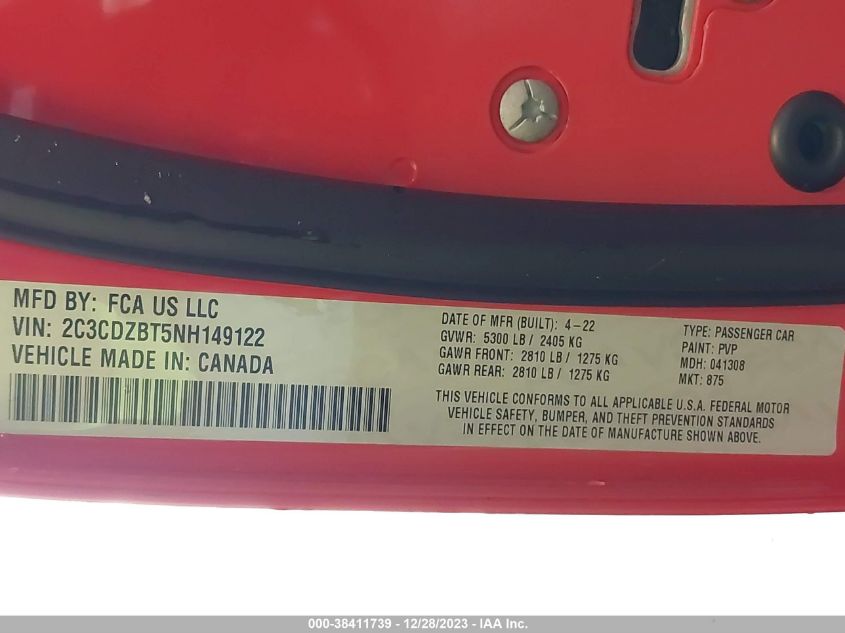 MFD BY: FCA US LLC
VIN: 2C3CDZBT5NH149122
VEHICLE MADE IN: CANADA
DATE OF MFR (BUILT): 4-22
GVWR: 5300 LB / 2405 KG
GAWR FRONT: 2810 LB / 1275 KG
GAWR REAR: 2810 LB / 1275 KG
TYPE: PASSENGER CAR
PAINT: PVP
MDH: 041308
MKT: 875
THIS VEHICLE CONFORMS TO ALL APPLICABLE U.S.A. FEDERAL MOTOR
VEHICLE SAFETY, BUMPER, AND THEFT PREVENTION STANDARDS
IN EFFECT ON THE DATE OF MANUFACTURE SHOWN ABOVE.
000-38411739 - 12/28/2023 - IAA Inc.